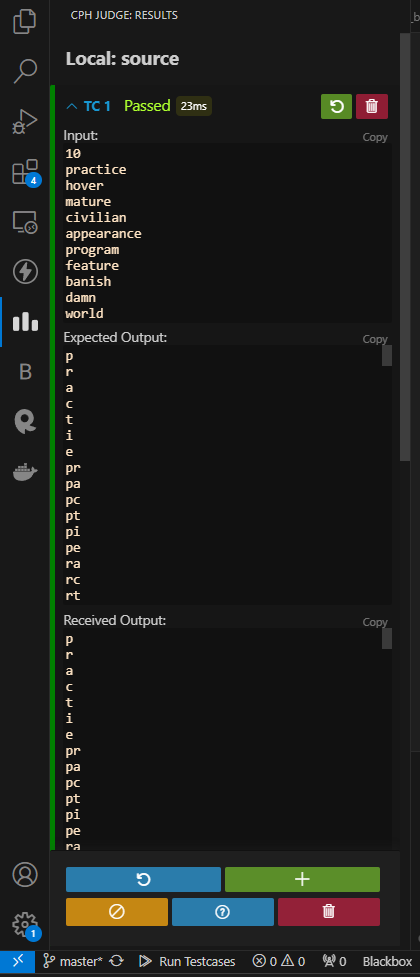 CPH JUDGE: RESULTS
Local: source
TC 1 Passed 23ms
Input:
Copy
10
practice
hover
mature
civilian
appearance
program
feature
banish
damn
world
Expected Output:
Copy
p
r
a
c
t
i
e
pr
pa
pc
pt
pi
pe
ra
rc
rt
Received Output:
Copy
p
r
a
c
t
i
e
pr
pa
pc
pt
pi
pe
ra
4
B
1
master* Run Testcases 0 0 0 Blackbox